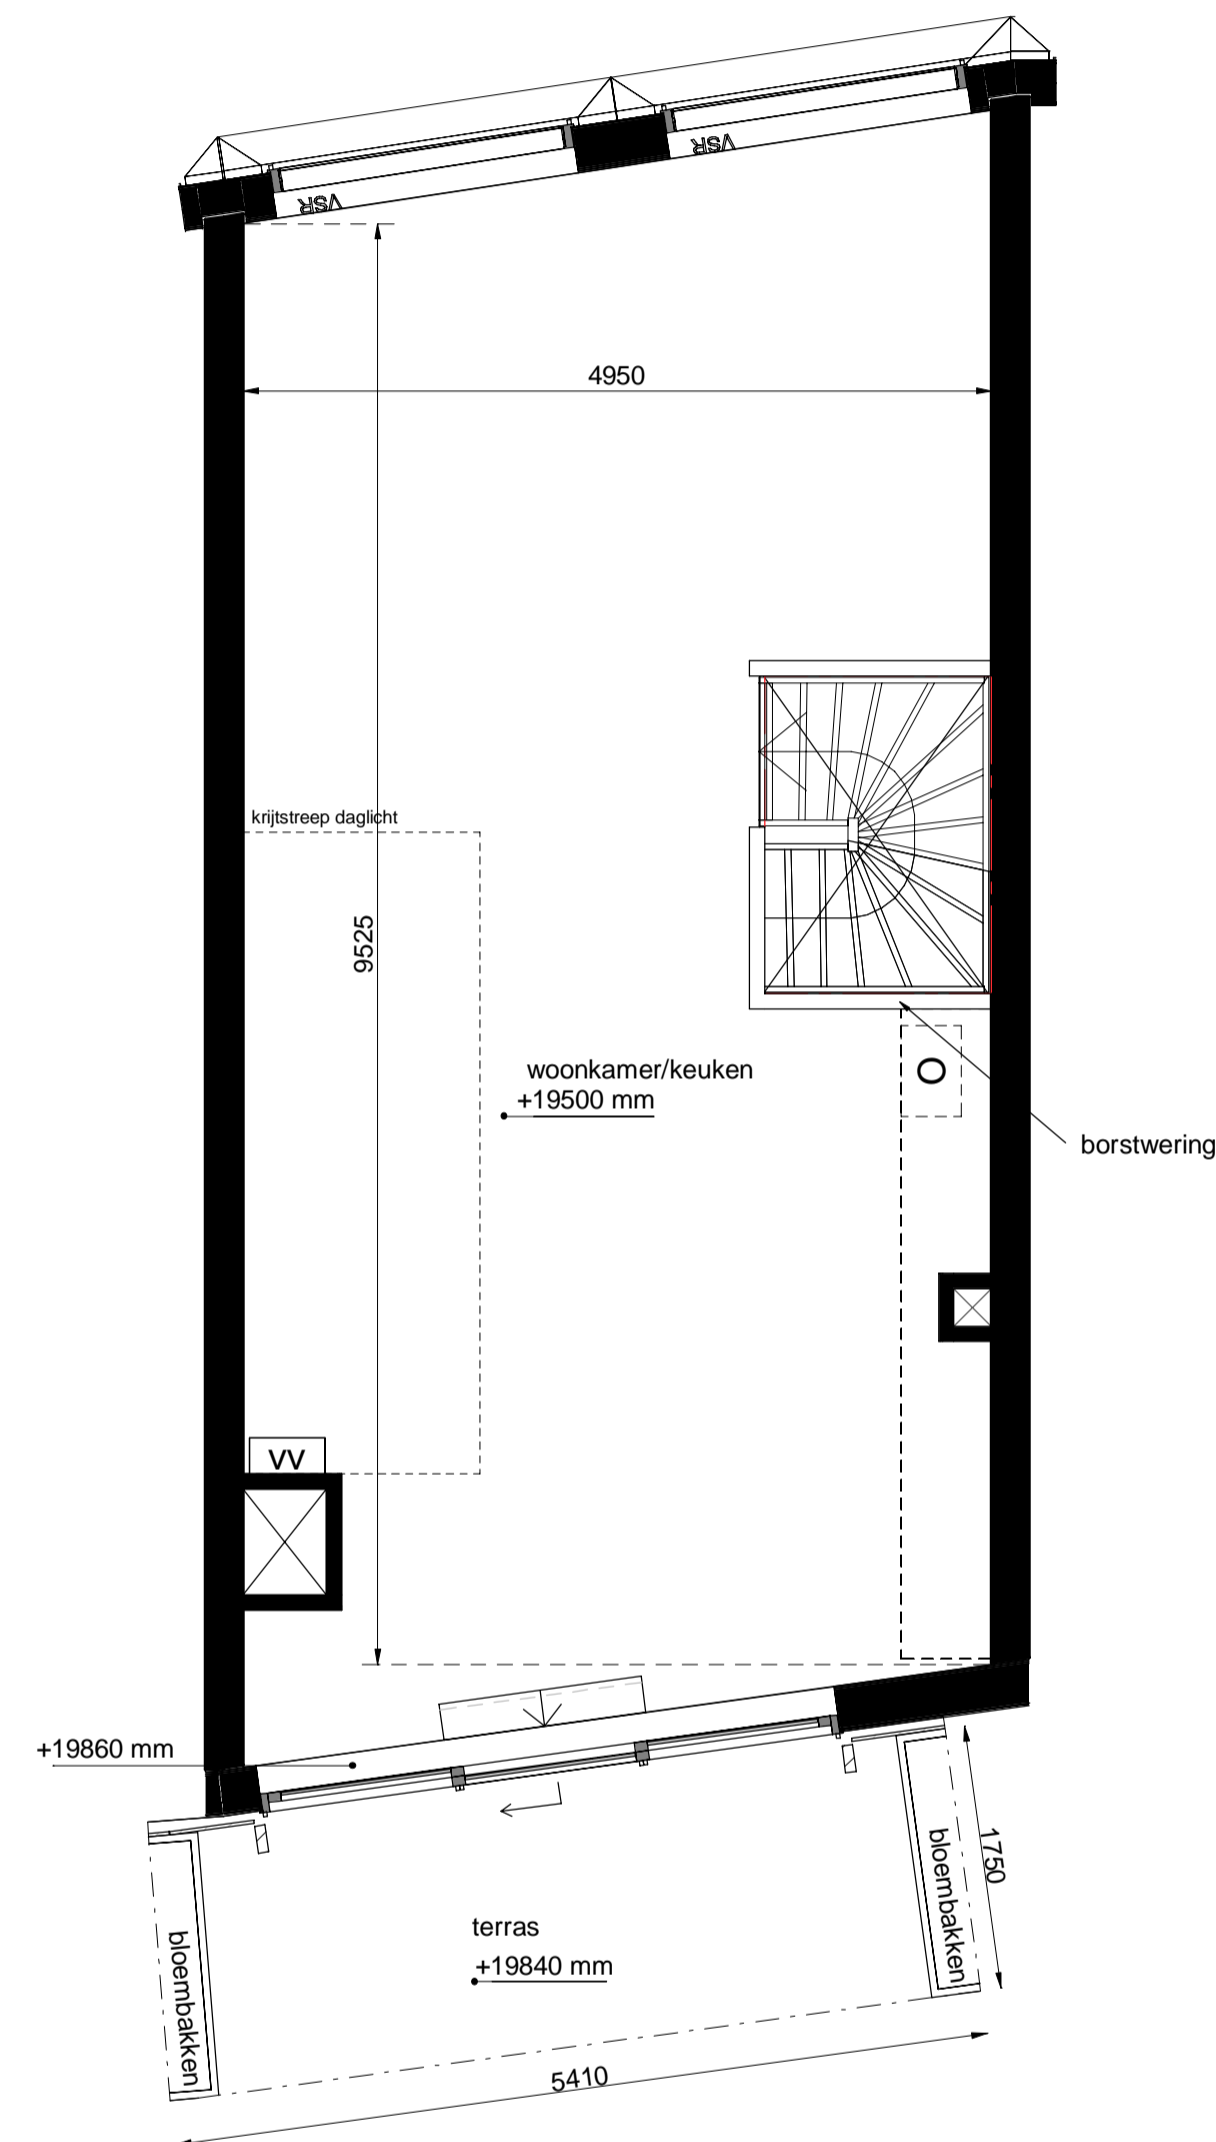 VSR
VSR
4950
krijtstreep daglicht
9525
woonkamer/keuken
+19500 mm
O
borstwering
VV
+19860 mm
bloembakken
1750
bloembakken
terras
+19840 mm
5410